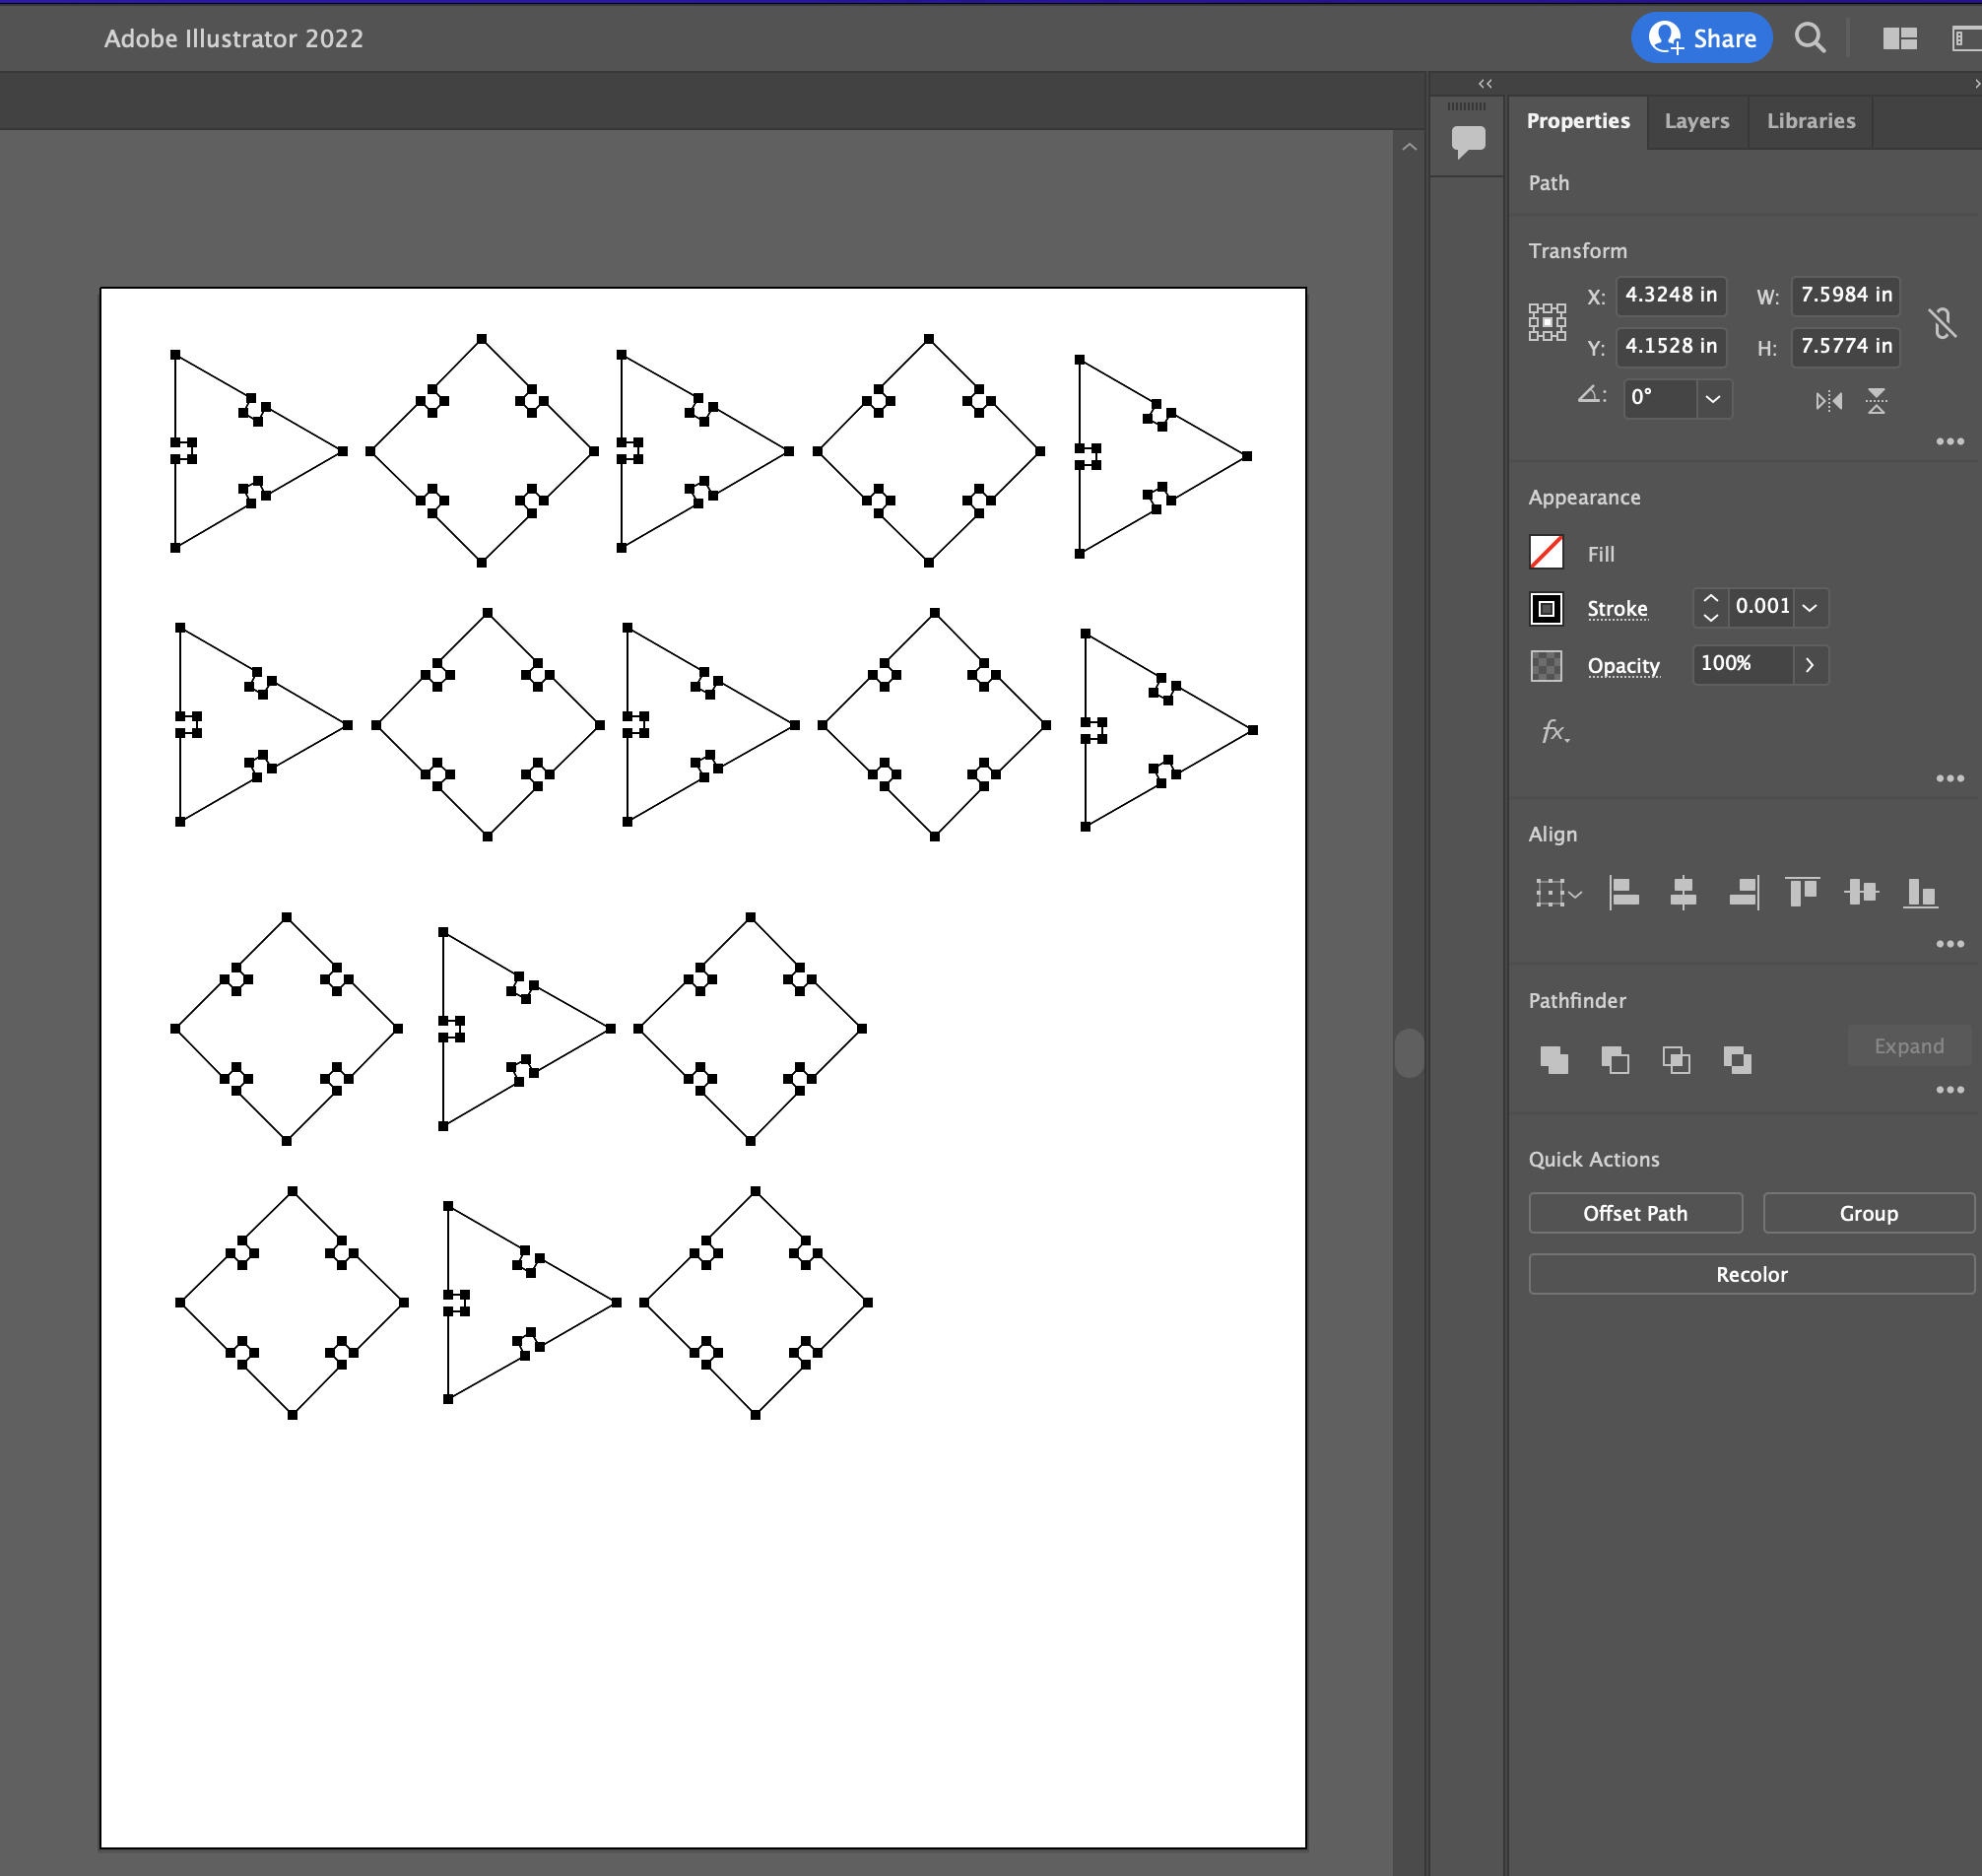 Adobe Illustrator 2022
Share
Properties Layers Libraries
Path
Transform
X: 4.3248 in W: 7.5984 in
Y: 4.1528 in H: 7.5774 in
0°
Appearance
Fill
Stroke 0.001
Opacity 100%
fx
Align
Pathfinder
Expand
Quick Actions
Offset Path Group
Recolor